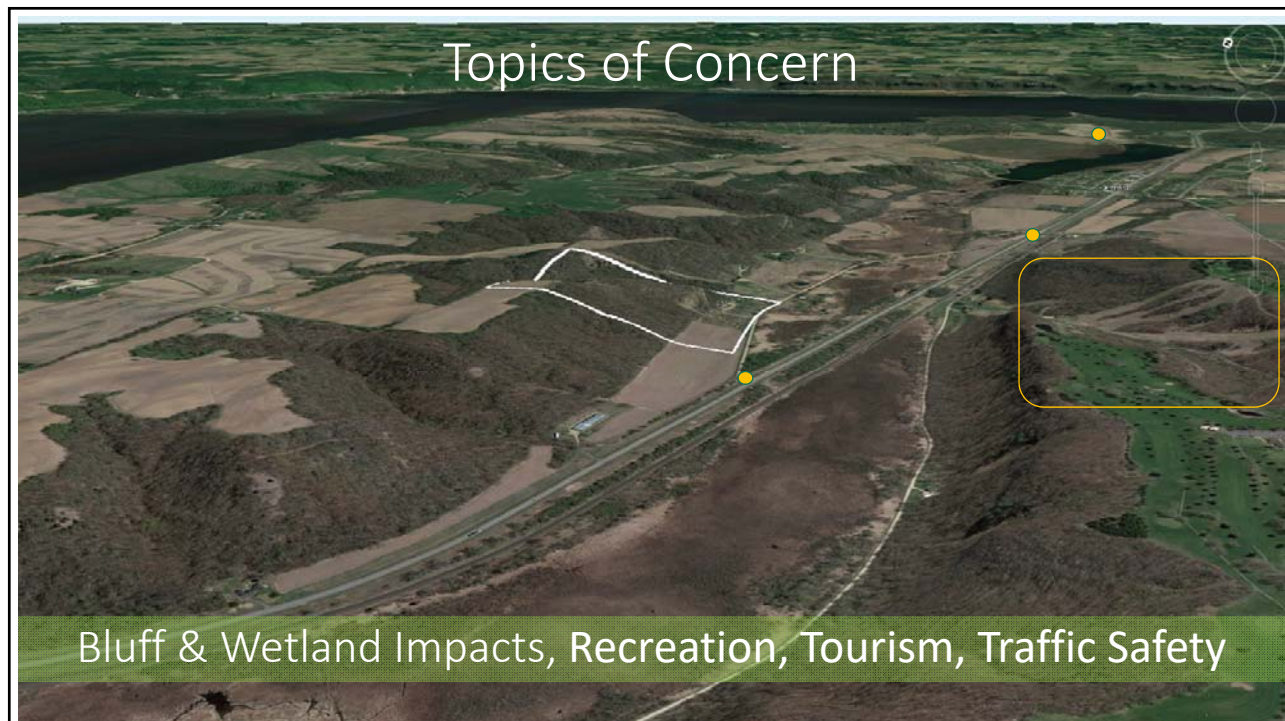 Topics of Concern
Bluff & Wetland Impacts, Recreation, Tourism, Traffic Safety